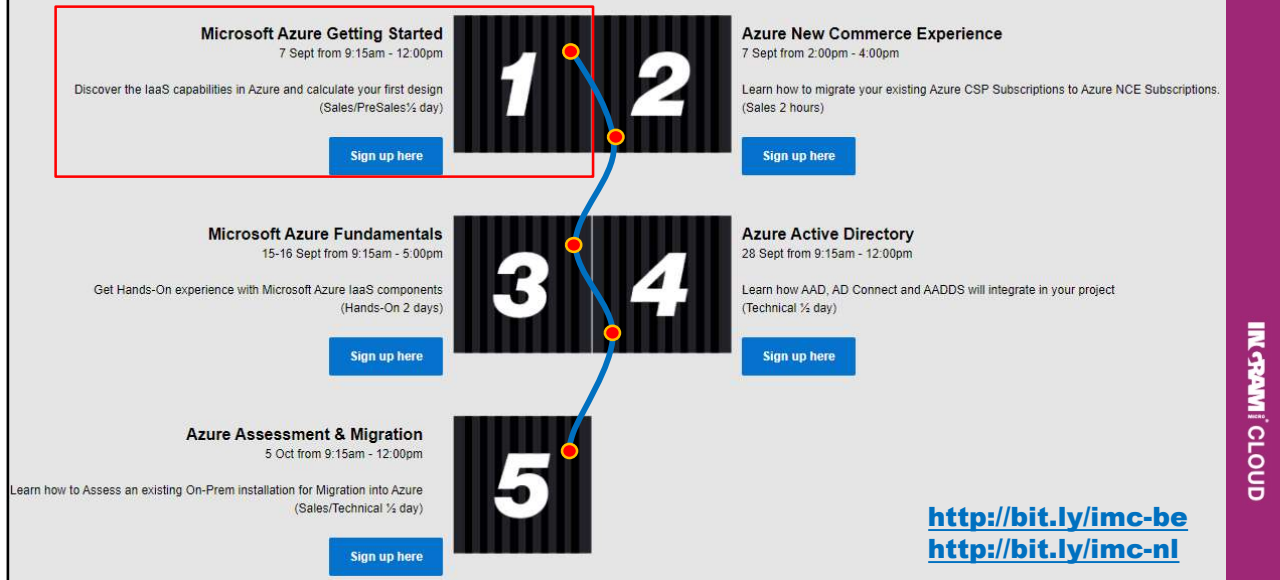 Microsoft Azure Getting Started
7 Sept from 9:15am - 12:00pm
Discover the IaaS capabilities in Azure and calculate your first design
(Sales/PreSales½ day)
Sign up here
1
2
Azure New Commerce Experience
7 Sept from 2:00pm - 4:00pm
Learn how to migrate your existing Azure CSP Subscriptions to Azure NCE Subscriptions.
(Sales 2 hours)
Sign up here
Microsoft Azure Fundamentals
15-16 Sept from 9:15am - 5:00pm
Get Hands-On experience with Microsoft Azure IaaS components
(Hands-On 2 days)
Sign up here
3
4
Azure Active Directory
28 Sept from 9:15am - 12:00pm
Learn how AAD, AD Connect and AADDS will integrate in your project
(Technical ½ day)
Sign up here
Azure Assessment & Migration
5 Oct from 9:15am - 12:00pm
Learn how to Assess an existing On-Prem installation for Migration into Azure
(Sales/Technical ½ day)
Sign up here
5
http://bit.ly/imc-be
http://bit.ly/imc-nl
INGRAM MICRO CLOUD